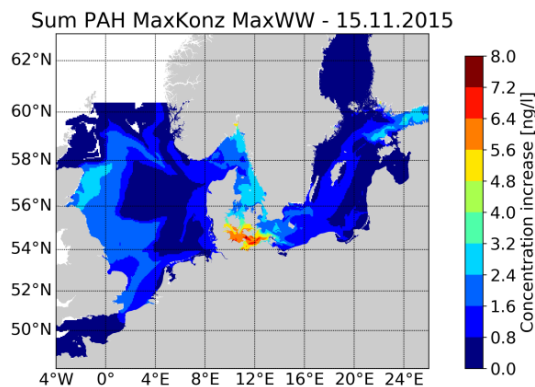 Sum PAH MaxKonz MaxWW - 15.11.2015
62°N
60°N
58°N
56°N
54°N
52°N
50°N
4°W 0° 4°E 8°E 12°E 16°E 20°E 24°E
8.0
7.2
6.4
5.6
4.8
4.0
3.2
2.4
1.6
0.8
0.0
Concentration increase [ng/l]